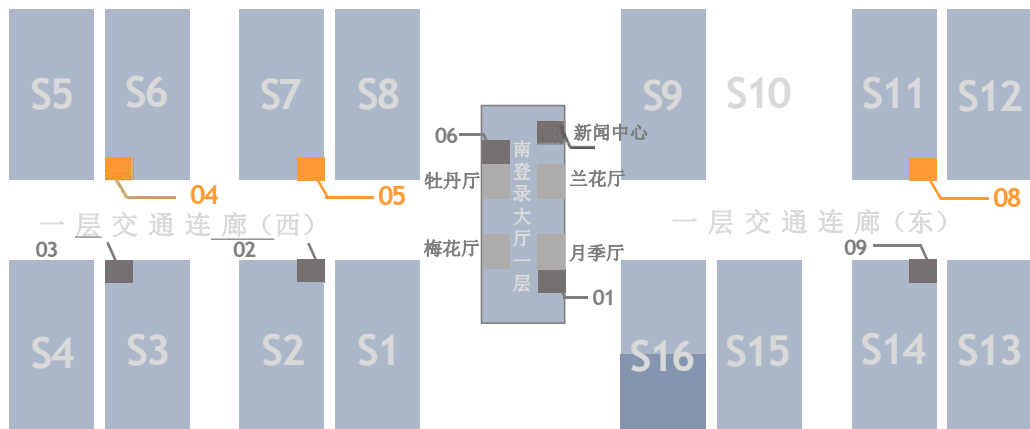 S5
S6
S7
S8
S9
S10
S11
S12
06
新闻中心
牡丹厅
兰花厅
南登录大厅一层
04
05
08
一层交通连廊（西）
一层交通连廊（东）
03
02
梅花厅
月季厅
09
01
S4
S3
S2
S1
S16
S15
S14
S13